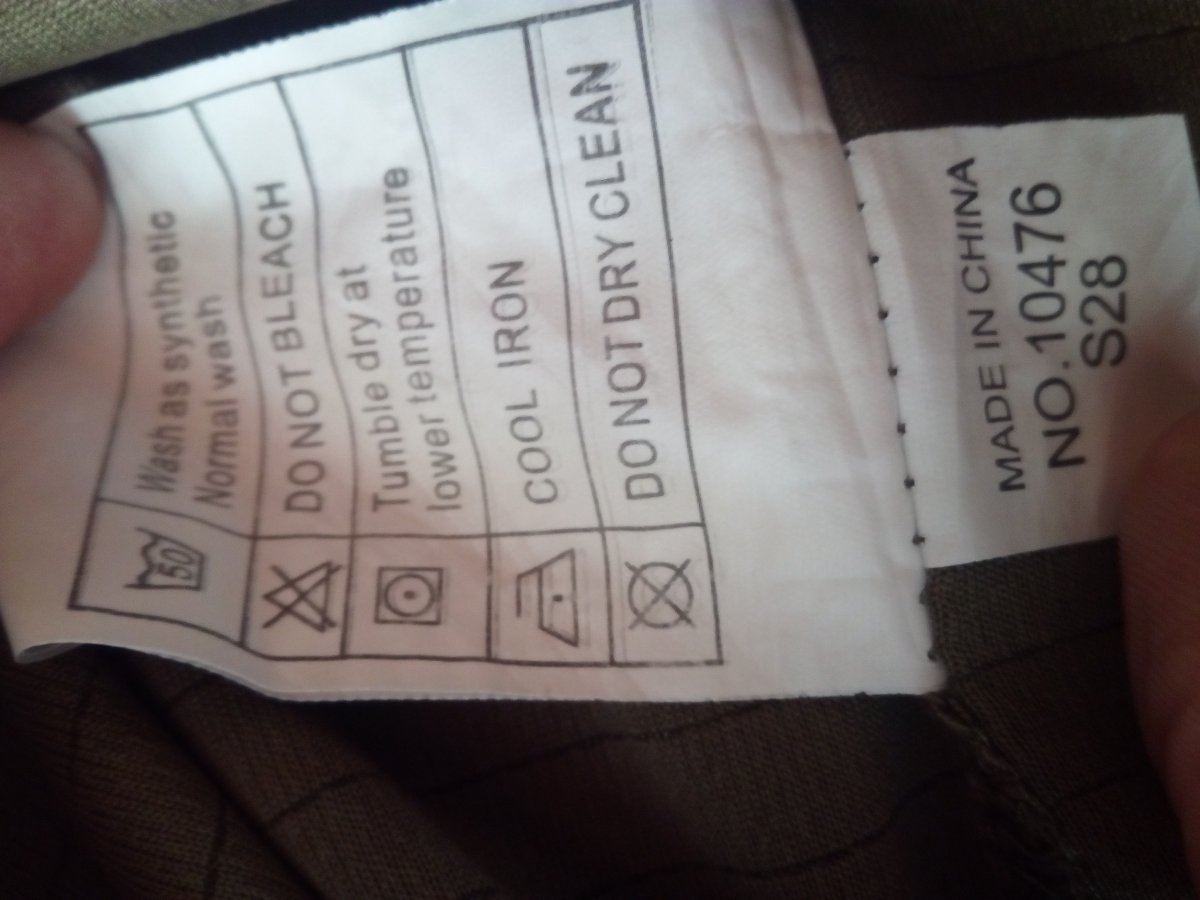 50
Wash as synthetic
Normal wash
DO NOT BLEACH
Tumble dry at
lower temperature
COOL IRON
DO NOT DRY CLEAN
MADE IN CHINA
NO.10476
S28